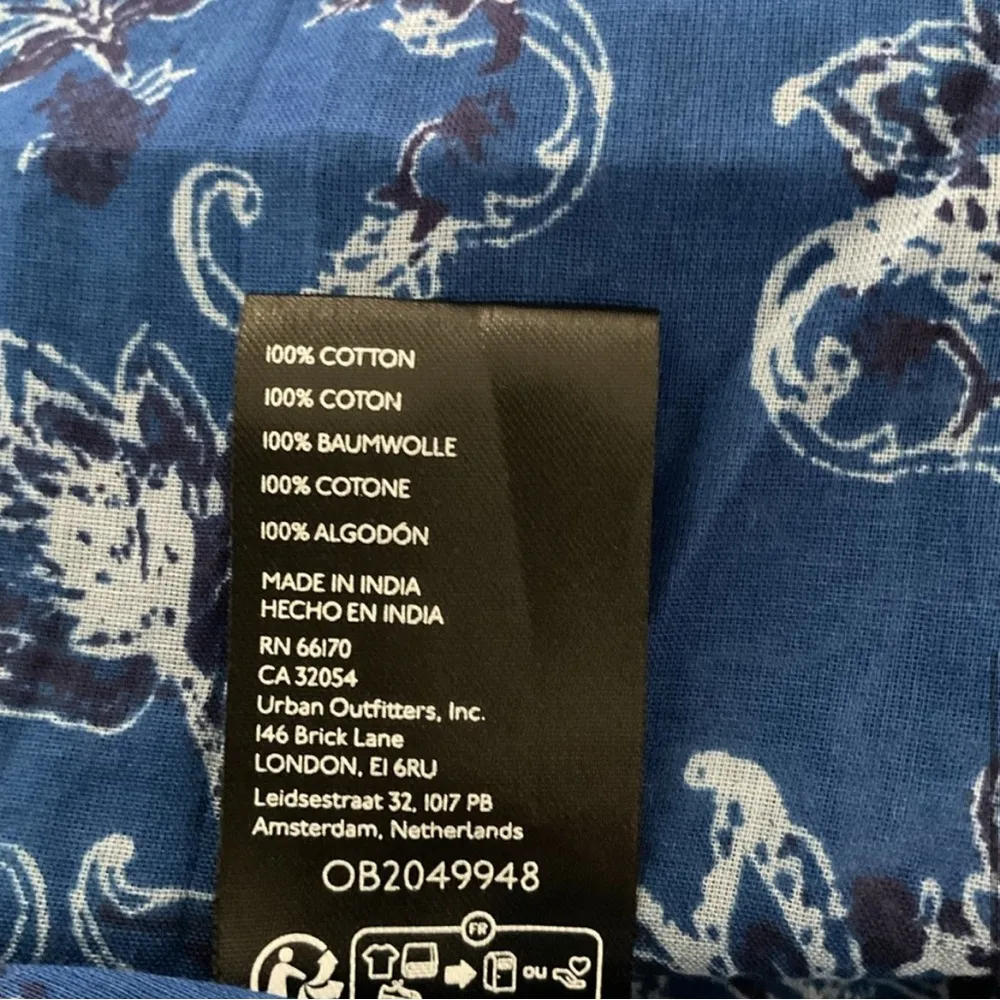 100% COTTON
100% COTON
100% BAUMWOLLE
100% COTONE
100% ALGODÓN
MADE IN INDIA
HECHO EN INDIA
RN 66170
CA 32054
Urban Outfitters, Inc.
146 Brick Lane
LONDON, E1 6RU
Leidsestraat 32, 1017 PB
Amsterdam, Netherlands
OB2049948
FR
ou